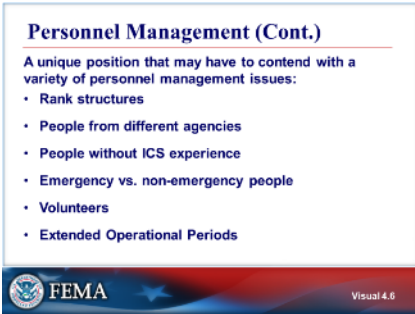 Personnel Management (Cont.)
A unique position that may have to contend with a
variety of personnel management issues:
• Rank structures
• People from different agencies
• People without ICS experience
• Emergency vs. non-emergency people
• Volunteers
• Extended Operational Periods
FEMA
Visual 4.6